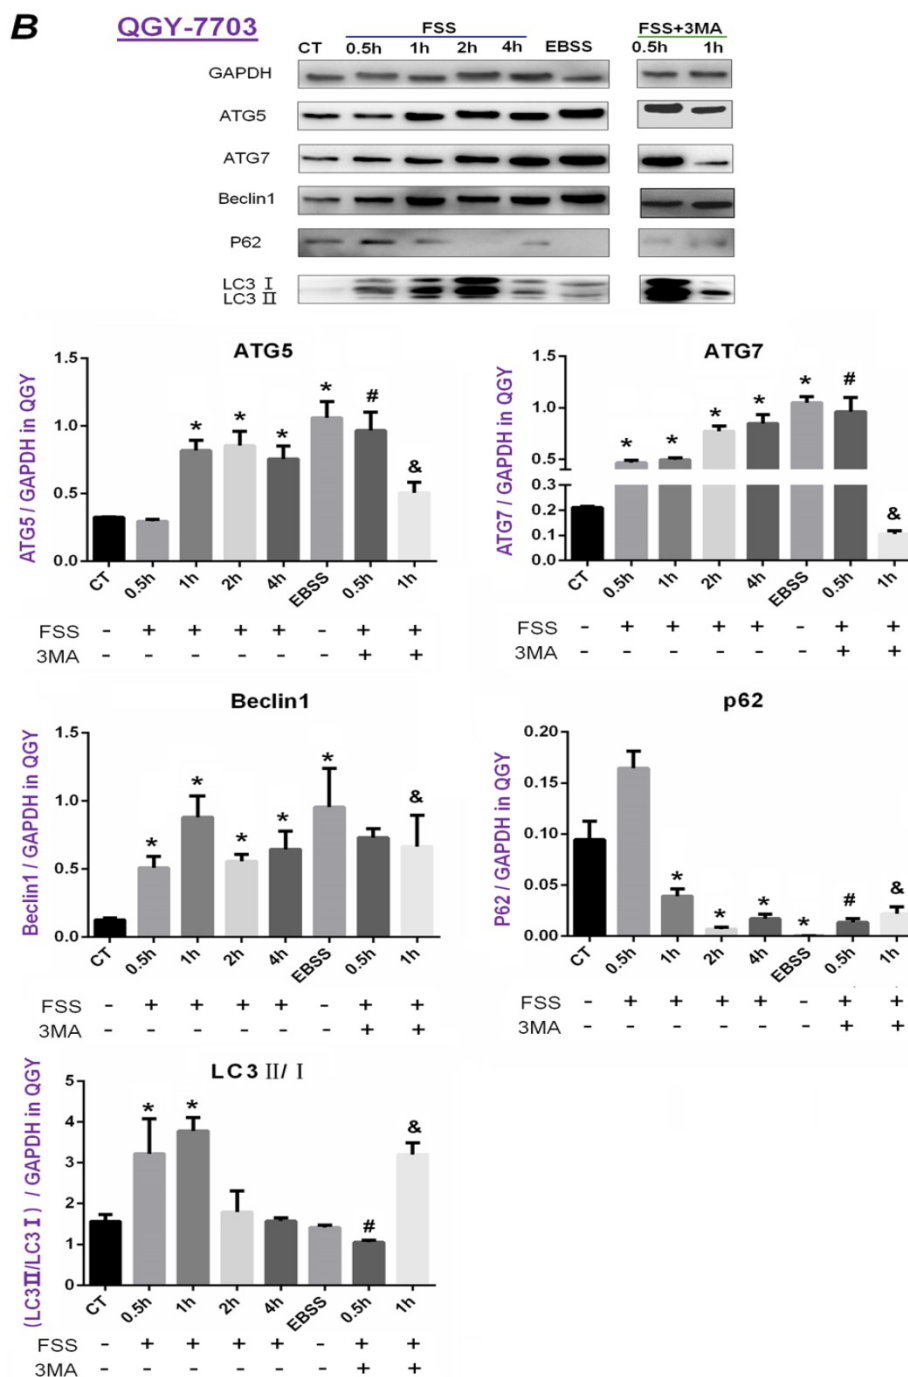 B QGY-7703
FSS FSS+3MA
CT 0.5h 1h 2h 4h EBSS 0.5h 1h
GAPDH
ATG5
ATG7
Beclin1
P62
LC3 Ⅰ
LC3 Ⅱ
ATG5
ATG5 / GAPDH in QGY
1.5
1.0
0.5
0.0
* * * * # &
CT 0.5h 1h 2h 4h EBSS 0.5h 1h
FSS - + + + + - + +
3MA - - - - - - + +
ATG7
ATG7 / GAPDH in QGY
1.5
1.0
0.5
0.3
0.2
0.1
0.0
* * * * * # &
CT 0.5h 1h 2h 4h EBSS 0.5h 1h
FSS - + + + + - + +
3MA - - - - - - + +
Beclin1
Beclin1 / GAPDH in QGY
1.5
1.0
0.5
0.0
* * * * * &
CT 0.5h 1h 2h 4h EBSS 0.5h 1h
FSS - + + + + - + +
3MA - - - - - - + +
p62
P62 / GAPDH in QGY
0.20
0.15
0.10
0.05
0.00
* * * * # &
CT 0.5h 1h 2h 4h EBSS 0.5h 1h
FSS - + + + + - + +
3MA - - - - - - + +
LC3 Ⅱ/ Ⅰ
(LC3Ⅱ/LC3Ⅰ) / GAPDH in QGY
5
4
3
2
1
0
* * # &
CT 0.5h 1h 2h 4h EBSS 0.5h 1h
FSS - + + + + - + +
3MA - - - - - - + +